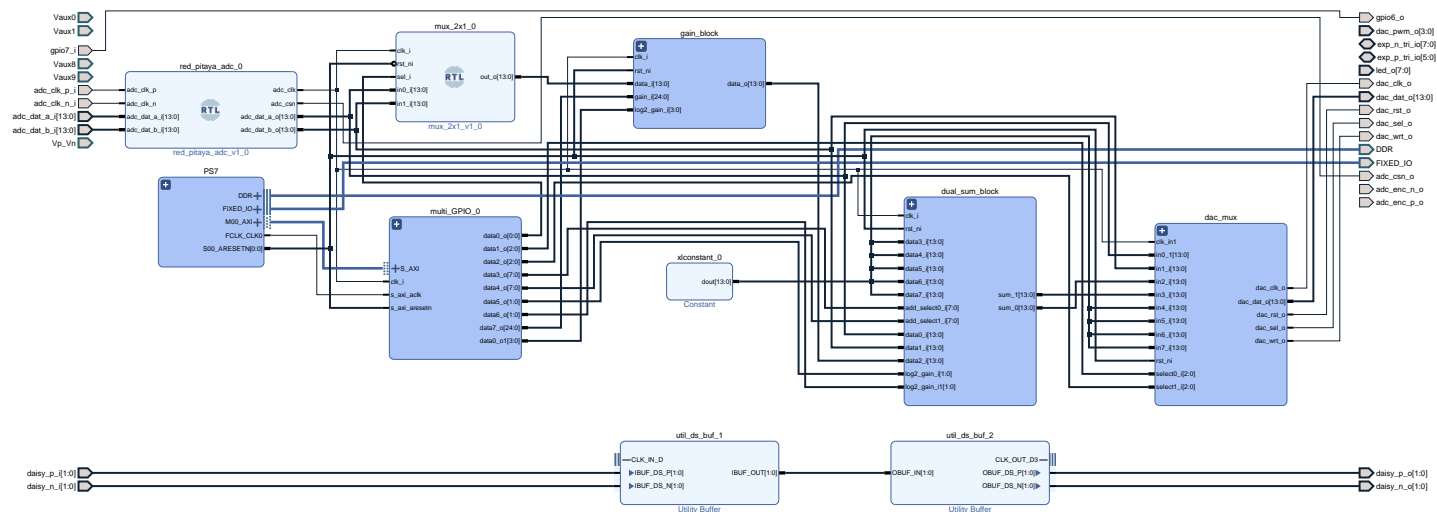 Vaux0
Vaux1
gpio7_i
Vaux8
Vaux9
adc_clk_p_i
adc_clk_n_i
adc_dat_a_i[13:0]
adc_dat_b_i[13:0]
Vp_Vn
red_pitaya_adc_0
adc_clk_p
adc_clk_n
adc_dat_a_i[13:0]
adc_dat_b_i[13:0]
RTL
adc_clk
adc_csn
adc_dat_a_o[13:0]
adc_dat_b_o[13:0]
red_pitaya_adc_v1_0
PS7
DDR
FIXED_IO
M00_AXI
FCLK_CLK0
S00_ARESETN[0:0]
mux_2x1_0
clk_i
rst_ni
sel_i
in0_i[13:0]
in1_i[13:0]
RTL
out_o[13:0]
mux_2x1_v1_0
multi_GPIO_0
S_AXI
clk_i
s_axi_aclk
s_axi_aresetn
data0_o[0:0]
data1_o[2:0]
data2_o[2:0]
data3_o[7:0]
data4_o[7:0]
data5_o[1:0]
data6_o[1:0]
data7_o[24:0]
data0_o1[3:0]
gain_block
clk_i
rst_ni
data_i[13:0]
gain_i[24:0]
log2_gain_i[3:0]
data_o[13:0]
xlconstant_0
dout[13:0]
Constant
dual_sum_block
clk_i
rst_ni
data3_i[13:0]
data4_i[13:0]
data5_i[13:0]
data6_i[13:0]
data7_i[13:0]
add_select0_i[7:0]
add_select1_i[7:0]
data0_i[13:0]
data1_i[13:0]
data2_i[13:0]
log2_gain_i[1:0]
log2_gain_i1[1:0]
sum_1[13:0]
sum_0[13:0]
dac_mux
clk_in1
in0_1[13:0]
in1_i[13:0]
in2_i[13:0]
in3_i[13:0]
in4_i[13:0]
in5_i[13:0]
in6_i[13:0]
in7_i[13:0]
rst_ni
select0_i[2:0]
select1_i[2:0]
dac_clk_o
dac_dat_o[13:0]
dac_rst_o
dac_sel_o
dac_wrt_o
gpio6_o
dac_pwm_o[3:0]
exp_n_tri_io[7:0]
exp_p_tri_io[5:0]
led_o[7:0]
dac_clk_o
dac_dat_o[13:0]
dac_rst_o
dac_sel_o
dac_wrt_o
DDR
FIXED_IO
adc_csn_o
adc_enc_n_o
adc_enc_p_o
daisy_p_i[1:0]
daisy_n_i[1:0]
util_ds_buf_1
CLK_IN_D
IBUF_DS_P[1:0]
IBUF_DS_N[1:0]
IBUF_OUT[1:0]
Utility Buffer
util_ds_buf_2
OBUF_IN[1:0]
CLK_OUT_D3
OBUF_DS_P[1:0]
OBUF_DS_N[1:0]
Utility Buffer
daisy_p_o[1:0]
daisy_n_o[1:0]